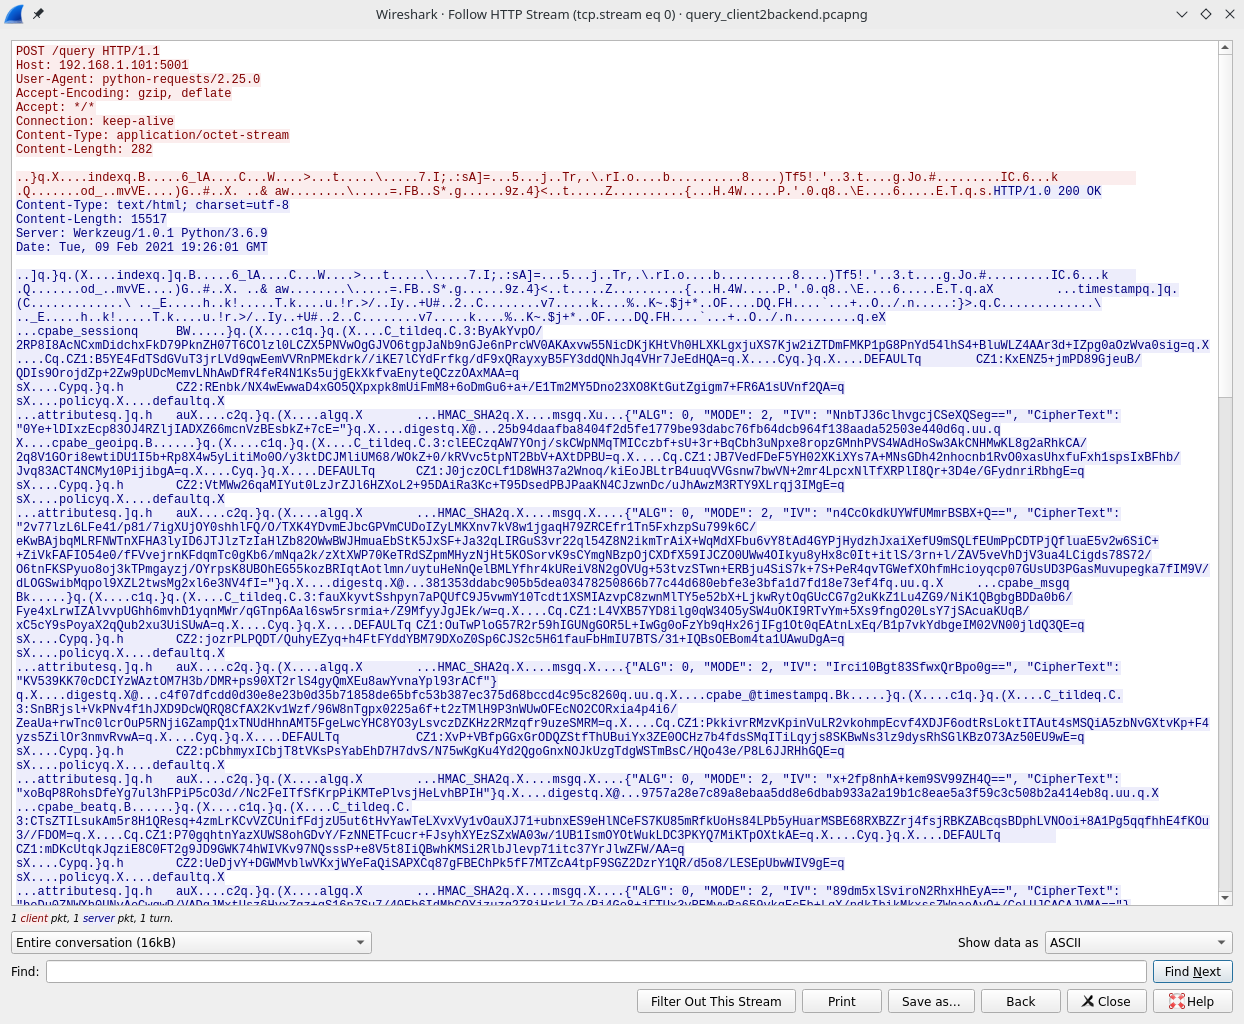 Wireshark · Follow HTTP Stream (tcp.stream eq 0) · query_client2backend.pcapng
POST /query HTTP/1.1
Host: 192.168.1.101:5001
User-Agent: python-requests/2.25.0
Accept-Encoding: gzip, deflate
Accept: */*
Connection: keep-alive
Content-Type: application/octet-stream
Content-Length: 282
..}q.X....indexq.B.....6_lA....C...W....>...t.....\.....7.I;.:sA]=...5...j..Tr,.\.rI.o....b..........8....)Tf5!.'..3.t....g.Jo.#.........IC.6...k
.Q.......od_..mvVE....)G..#..X. ..& aw........\.....=.FB..S*.g......9z.4}<..t.....Z..........{...H.4W.....P.'.0.q8..\E....6.....E.T.q.s.HTTP/1.0 200 OK
Content-Type: text/html; charset=utf-8
Content-Length: 15517
Server: Werkzeug/1.0.1 Python/3.6.9
Date: Tue, 09 Feb 2021 19:26:01 GMT
..]q.}q.(X....indexq.]q.B.....6_lA....C...W....>...t.....\.....7.I;.:sA]=...5...j..Tr,.\.rI.o....b..........8....)Tf5!.'..3.t....g.Jo.#.........IC.6...k
.Q.......od_..mvVE....)G..#..X. ..& aw........\.....=.FB..S*.g......9z.4}<..t.....Z..........{...H.4W.....P.'.0.q8..\E....6.....E.T.q.aX ...timestampq.]q.
(C.............\ .._E.....h..k!.....T.k....u.!r.>/..Iy..+U#..2..C........v7.....k....%..K~.$j+*..OF....DQ.FH....`...+..O../.n.....:}>.q.C.............\
.._E.....h..k!.....T.k....u.!r.>/..Iy..+U#..2..C........v7.....k....%..K~.$j+*..OF....DQ.FH....`...+..O../.n.........q.eX
...cpabe_sessionq BW.....}q.(X....c1q.}q.(X....C_tildeq.C.3:ByAkYvpO/
2RP8I8AcNCxmDidchxFkD79PknZH07T6COlzl0LCZX5PNVwOgGJVO6tgpJaNb9nGJe6nPrcWV0AKAxvw55NicDKjKHtVh0HLXKLgxjuXS7Kjw2iZTDmFMKP1pG8PnYd54lhS4+BluWLZ4AAr3d+IZpg0aOzWva0sig=q.X
....Cq.CZ1:B5YE4FdTSdGVuT3jrLVd9qwEemVVRnPMEkdrk//iKE7lCYdFrfkg/dF9xQRayxyB5FY3ddQNhJq4VHr7JeEdHQA=q.X....Cyq.}q.X....DEFAULTq CZ1:KxENZ5+jmPD89GjeuB/
QDIs9OrojdZp+2Zw9pUDcMemvLNhAwDfR4feR4N1Ks5ujgEkXkfvaEnyteQCzzOAxMAA=q
sX....Cypq.}q.h CZ2:REnbk/NX4wEwwaD4xGO5QXpxpk8mUiFmM8+6oDmGu6+a+/E1Tm2MY5Dno23XO8KtGutZgigm7+FR6A1sUVnf2QA=q
sX....policyq.X....defaultq.X
...attributesq.]q.h auX....c2q.}q.(X....algq.X ...HMAC_SHA2q.X....msgq.Xu...{"ALG": 0, "MODE": 2, "IV": "NnbTJ36clhvgcjCSeXQSeg==", "CipherText":
"0Ye+lDIxzEcp83OJ4RZljIADXZ66mcnVzBEsbkZ+7cE="}q.X....digestq.X@...25b94daafba8404f2d5fe1779be93dabc76fb64dcb964f138aada52503e440d6q.uu.q
X....cpabe_geoipq.B......}q.(X....c1q.}q.(X....C_tildeq.C.3:clEECzqAW7YOnj/skCWpNMqTMICczbf+sU+3r+BqCbh3uNpxe8ropzGMnhPVS4WAdHoSw3AkCNHMwKL8g2aRhkCA/
2q8V1GOri8ewtiDU1I5b+Rp8X4w5yLitiMo0O/y3ktDCJMliUM68/WOkZ+0/kRVvc5tpNT2BbV+AXtDPBU=q.X....Cq.CZ1:JB7VedFDeF5YH02XKiXYs7A+MNsGDh42nhocnb1RvO0xasUhxfuFxh1spsIxBFhb/
Jvq83ACT4NCMy10PijibgA=q.X....Cyq.}q.X....DEFAULTq CZ1:J0jczOCLf1D8WH37a2Wnoq/kiEoJBLtrB4uuqVVGsnw7bwVN+2mr4LpcxNlTfXRPlI8Qr+3D4e/GFydnriRbhgE=q
sX....Cypq.}q.h CZ2:VtMWw26qaMIYut0LzJrZJl6HZXoL2+95DAiRa3Kc+T95DsedPBJPaaKN4CJzwnDc/uJhAwzM3RTY9XLrqj3IMgE=q
sX....policyq.X....defaultq.X
...attributesq.]q.h auX....c2q.}q.(X....algq.X ...HMAC_SHA2q.X....msgq.X....{"ALG": 0, "MODE": 2, "IV": "n4CcOkdkUYWfUMmrBSBX+Q==", "CipherText":
"2v77lzL6LFe41/p81/7igXUjOY0shhlFQ/O/TXK4YDvmEJbcGPVmCUDoIZyLMKXnv7kV8w1jgaqH79ZRCEfr1Tn5FxhzpSu799k6C/
eKwBAjbqMLRFNWTnXFHA3lyID6JTJlzTzIaHlZb82OWwBWJHmuaEbStK5JxSF+Ja32qLIRGuS3vr22ql54Z8N2ikmTrAiX+WqMdXFbu6vY8tAd4GYPjHydzhJxaiXefU9mSQLfEUmPpCDTPjQfluaE5v2w6SiC+
+ZiVkFAFIO54e0/fFVvejrnKFdqmTc0gKb6/mNqa2k/zXtXWP70KeTRdSZpmMHyzNjHt5KOSorvK9sCYmgNBzpOjCXDfX59IJCZO0UWw4OIkyu8yHx8c0It+itlS/3rn+l/ZAV5veVhDjV3ua4LCigds78S72/
O6tnFKSPyuo8oj3kTPmgayzj/OYrpsK8UBOhEG55kozBRIqtAotlmn/uytuHeNnQelBMLYfhr4kUReiV8N2gOVUg+53tvzSTwn+ERBju4SiS7k+7S+PeR4qvTGWefXOhfmHcioyqcp07GUsUD3PGasMuvupegka7fIM9V/
dLOGSwibMqpol9XZL2twsMg2xl6e3NV4fI="}q.X....digestq.X@...381353ddabc905b5dea03478250866b77c44d680ebfe3e3bfa1d7fd18e73ef4fq.uu.q.X ...cpabe_msgq
Bk.....}q.(X....c1q.}q.(X....C_tildeq.C.3:fauXkyvtSshpyn7aPQUfC9J5vwmY10Tcdt1XSMIAzvpC8zwnMlTY5e52bX+LjkwRytOqGUcCG7g2uKkZ1Lu4ZG9/NiK1QBgbgBDDa0b6/
Fye4xLrwIZAlvvpUGhh6mvhD1yqnMWr/qGTnp6Aal6sw5rsrmia+/Z9MfyyJgJEk/w=q.X....Cq.CZ1:L4VXB57YD8ilg0qW34O5ySW4uOKI9RTvYm+5Xs9fngO20LsY7jSAcuaKUqB/
xC5cY9sPoyaX2qQub2xu3UiSUwA=q.X....Cyq.}q.X....DEFAULTq CZ1:OuTwPloG57R2r59hIGUNgGOR5L+IwGg0oFzYb9qHx26jIFg1Ot0qEAtnLxEq/B1p7vkYdbgeIM02VN00jldQ3QE=q
sX....Cypq.}q.h CZ2:jozrPLPQDT/QuhyEZyq+h4FtFYddYBM79DXoZ0Sp6CJS2c5H61fauFbHmIU7BTS/31+IQBsOEBom4ta1UAwuDgA=q
sX....policyq.X....defaultq.X
...attributesq.]q.h auX....c2q.}q.(X....algq.X ...HMAC_SHA2q.X....msgq.X....{"ALG": 0, "MODE": 2, "IV": "Irci10Bgt83SfwxQrBpo0g==", "CipherText":
"KV539KK70cDCIYzWAztOM7H3b/DMR+ps90XT2rlS4gyQmXEu8awYvnaYpl93rACf"}
q.X....digestq.X@...c4f07dfcdd0d30e8e23b0d35b71858de65bfc53b387ec375d68bccd4c95c8260q.uu.q.X....cpabe_@timestampq.Bk.....}q.(X....c1q.}q.(X....C_tildeq.C.
3:SnBRjsl+VkPNv4f1hJXD9DcWQRQ8CfAX2Kv1Wzf/96W8nTgpx0225a6f+t2zTMlH9P3nWUwOFEcNO2CORxia4p4i6/
ZeaUa+rwTnc0lcrOuP5RNjiGZampQ1xTNUdHhnAMT5FgeLwcYHC8YO3yLsvczDZKHz2RMzqfr9uzeSMRM=q.X....Cq.CZ1:PkkivrRMzvKpinVuLR2vkohmpEcvf4XDJF6odtRsLoktITAut4sMSQiA5zbNvGXtvKp+F4
yzs5ZilOr3nmvRvwA=q.X....Cyq.}q.X....DEFAULTq CZ1:XvP+VBfpGGxGrODQZStfThUBuiYx3ZE0OCHz7b4fdsSMqITiLqyjs8SKBwNs3lz9dysRhSGlKBzO73Az50EU9wE=q
sX....Cypq.}q.h CZ2:pCbhmyxICbjT8tVKsPsYabEhD7H7dvS/N75wKgKu4Yd2QgoGnxNOJkUzgTdgWSTmBsC/HQo43e/P8L6JJRHhGQE=q
sX....policyq.X....defaultq.X
...attributesq.]q.h auX....c2q.}q.(X....algq.X ...HMAC_SHA2q.X....msgq.X....{"ALG": 0, "MODE": 2, "IV": "x+2fp8nhA+kem9SV99ZH4Q==", "CipherText":
"xoBqP8RohsDfeYg7ul3hFPiP5cO3d//Nc2FeITfSfKrpPiKMTePlvsjHeLvhBPIH"}q.X....digestq.X@...9757a28e7c89a8ebaa5dd8e6dbab933a2a19b1c8eae5a3f59c3c508b2a414eb8q.uu.q.X
...cpabe_beatq.B......}q.(X....c1q.}q.(X....C_tildeq.C.
3:CTsZTILsukAm5r8H1QResq+4zmLrKCvVZCUnifFdjzU5ut6tHvYawTeLXvxVy1vOauXJ71+ubnxES9eHlNCeFS7KU85mRfkUoHs84LPb5yHuarMSBE68RXBZZrj4fsjRBKZABcqsBDphLVNOoi+8A1Pg5qqfhhE4fKOu
3//FDOM=q.X....Cq.CZ1:P70gqhtnYazXUWS8ohGDvY/FzNNETFcucr+FJsyhXYEzSZxWA03w/1UB1IsmOYOtWukLDC3PKYQ7MiKTpOXtkAE=q.X....Cyq.}q.X....DEFAULTq
CZ1:mDKcUtqkJqziE8C0FT2g9JD9GWK74hWIVKv97NQsssP+e8V5t8IiQBwhKMSi2RlbJlevp71itc37YrJlwZFW/AA=q
sX....Cypq.}q.h CZ2:UeDjvY+DGWMvblwVKxjWYeFaQiSAPXCq87gFBEChPk5fF7MTZcA4tpF9SGZ2DzrY1QR/d5o8/LESEpUbwWIV9gE=q
sX....policyq.X....defaultq.X
...attributesq.]q.h auX....c2q.}q.(X....algq.X ...HMAC_SHA2q.X....msgq.X....{"ALG": 0, "MODE": 2, "IV": "89dm5xlSviroN2RhxHhEyA==", "CipherText":
1 client pkt, 1 server pkt, 1 turn.
Entire conversation (16kB)
Show data as ASCII
Find:
Find Next
Filter Out This Stream Print Save as… Back Close Help